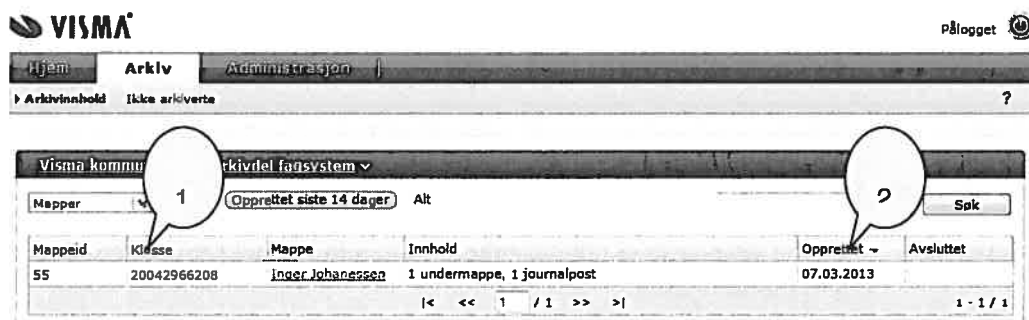 VISMA
Pålogget
Hjem Arkiv Administrasjon
Arkivinnhold Ikke arkiverte ?
Visma kommu rkivdel fagsystem
1 2
Mapper Opprettet siste 14 dager Alt Søk
Mappeid Klasse Mappe Innhold Opprettet Avsluttet
55 20042966208 Inger Johanessen 1 undermappe, 1 journalpost 07.03.2013
|< << 1 / 1 >> >| 1 - 1 / 1